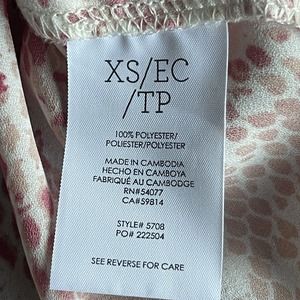 XS/EC
/TP
100% POLYESTER/
POLIESTER/POLYESTER
MADE IN CAMBODIA
HECHO EN CAMBOYA
FABRIQUÉ AU CAMBODGE
RN#54077
CA#59814
STYLE# 5708
PO# 222504
SEE REVERSE FOR CARE